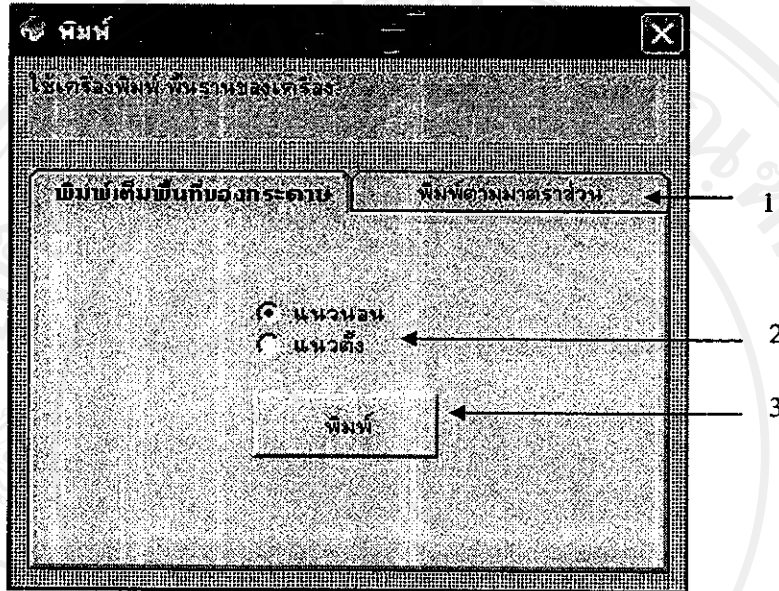 พิมพ์
ใช้เครื่องพิมพ์ พื้นฐานของเครื่อง
พิมพ์เต็มพื้นที่ของกระดาษ
พิมพ์ตามมาตราส่วน
1
แนวนอน
แนวตั้ง
2
พิมพ์
3